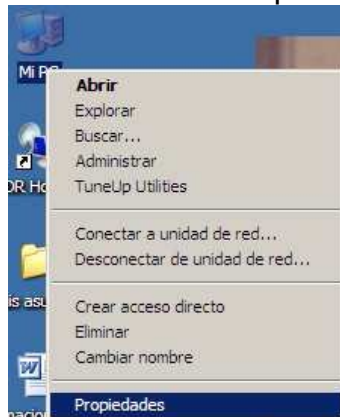 Mi PC
Abrir
Explorar
Buscar...
Administrar
TuneUp Utilities
Conectar a unidad de red...
Desconectar de unidad de red...
Crear acceso directo
Eliminar
Cambiar nombre
Propiedades